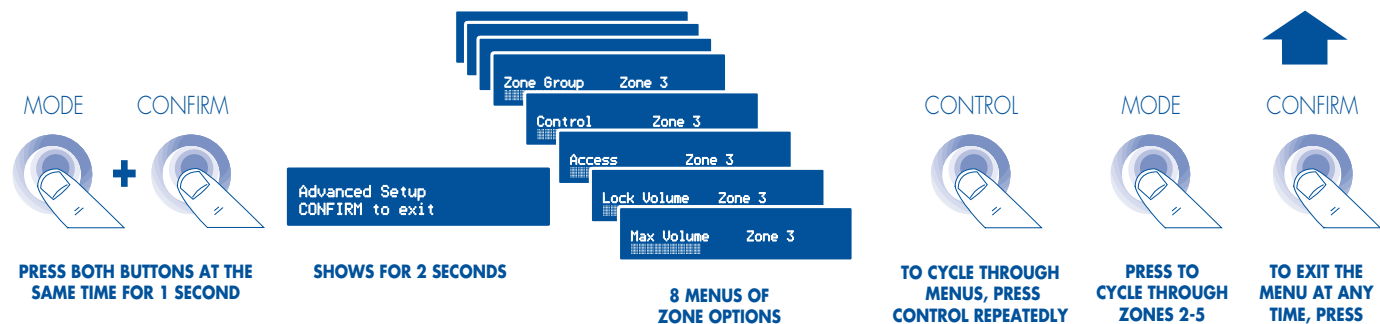 MODE
CONFIRM
+
PRESS BOTH BUTTONS AT THE
SAME TIME FOR 1 SECOND
Advanced Setup
CONFIRM to exit
SHOWS FOR 2 SECONDS
Zone Group Zone 3
Control Zone 3
Access Zone 3
Lock Volume Zone 3
Max Volume Zone 3
8 MENUS OF
ZONE OPTIONS
CONTROL
TO CYCLE THROUGH
MENUS, PRESS
CONTROL REPEATEDLY
MODE
PRESS TO
CYCLE THROUGH
ZONES 2-5
CONFIRM
TO EXIT THE
MENU AT ANY
TIME, PRESS